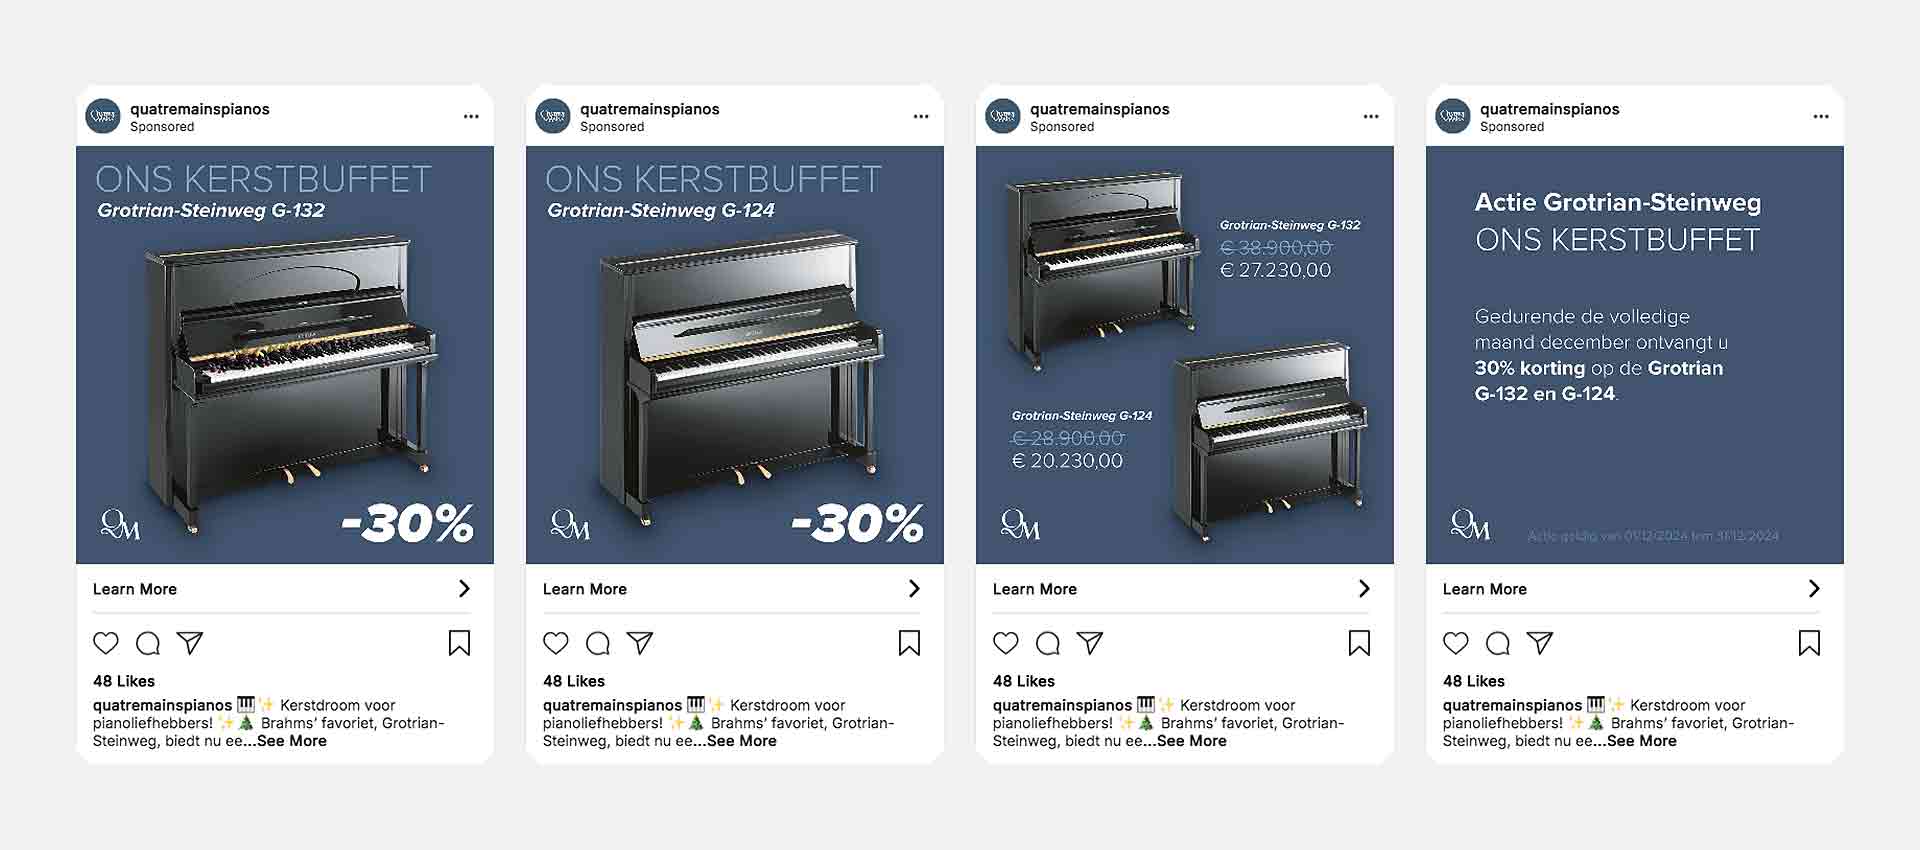 quatremainspianos
Sponsored
ONS KERSTBUFFET
Grotrian-Steinweg G-132
QM
-30%
Learn More
48 Likes
quatremainspianos 🎹✨ Kerstdroom voor
pianoliefhebbers! ✨🎄 Brahms’ favoriet, Grotrian-
Steinweg, biedt nu ee...See More
quatremainspianos
Sponsored
ONS KERSTBUFFET
Grotrian-Steinweg G-124
QM
-30%
Learn More
48 Likes
quatremainspianos 🎹✨ Kerstdroom voor
pianoliefhebbers! ✨🎄 Brahms’ favoriet, Grotrian-
Steinweg, biedt nu ee...See More
quatremainspianos
Sponsored
Grotrian-Steinweg G-132
€ 38.900,00
€ 27.230,00
Grotrian-Steinweg G-124
€ 28.900,00
€ 20.230,00
QM
Learn More
48 Likes
quatremainspianos 🎹✨ Kerstdroom voor
pianoliefhebbers! ✨🎄 Brahms’ favoriet, Grotrian-
Steinweg, biedt nu ee...See More
quatremainspianos
Sponsored
Actie Grotrian-Steinweg
ONS KERSTBUFFET
Gedurende de volledige
maand december ontvangt u
30% korting op de Grotrian
G-132 en G-124.
QM
Actie geldig van 01/12/2024 tem 31/12/2024
Learn More
48 Likes
quatremainspianos 🎹✨ Kerstdroom voor
pianoliefhebbers! ✨🎄 Brahms’ favoriet, Grotrian-
Steinweg, biedt nu ee...See More